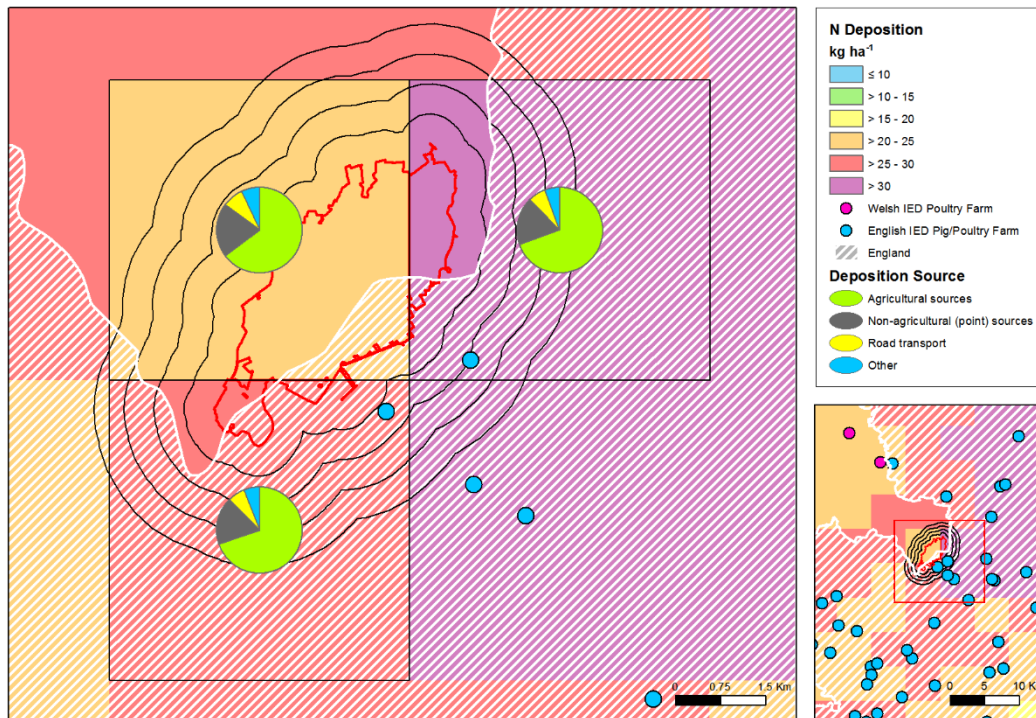 N Deposition
kg ha⁻¹
≤ 10
> 10 - 15
> 15 - 20
> 20 - 25
> 25 - 30
> 30
Welsh IED Poultry Farm
English IED Pig/Poultry Farm
England
Deposition Source
Agricultural sources
Non-agricultural (point) sources
Road transport
Other
0 0.75 1.5 Km
0 5 10 K